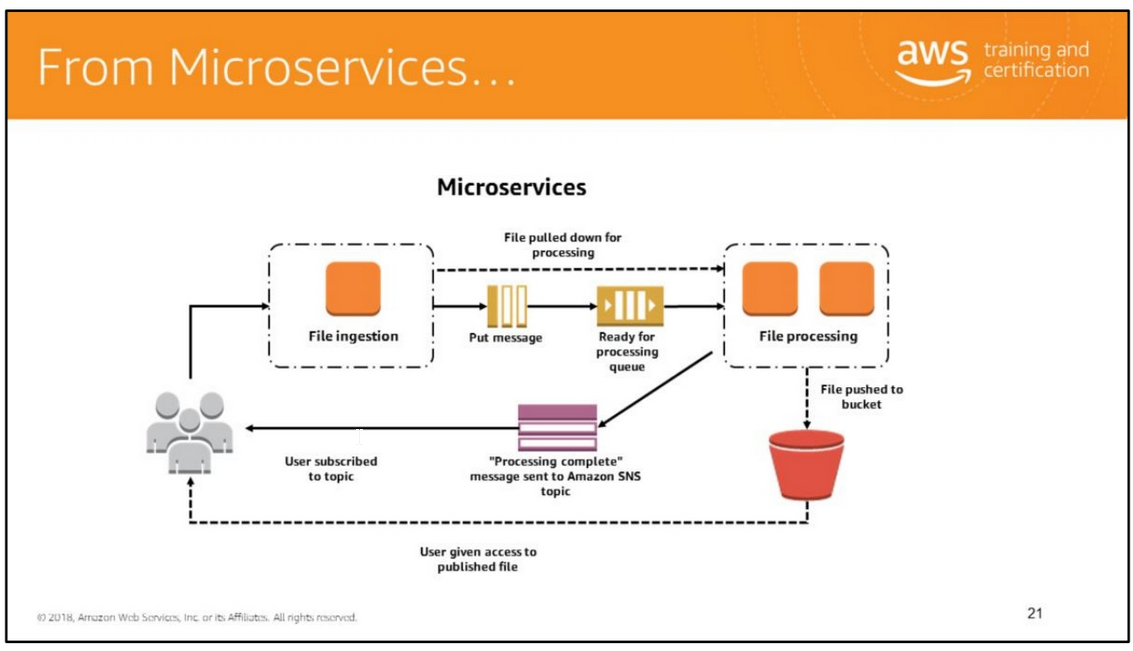 From Microservices...
aws training and
certification
Microservices
File pulled down for
processing
File ingestion
Put message
Ready for
processing
queue
File processing
File pushed to
bucket
User subscribed
to topic
"Processing complete"
message sent to Amazon SNS
topic
User given access to
published file
© 2018, Amazon Web Services, Inc. or its Affiliates. All rights reserved.
21